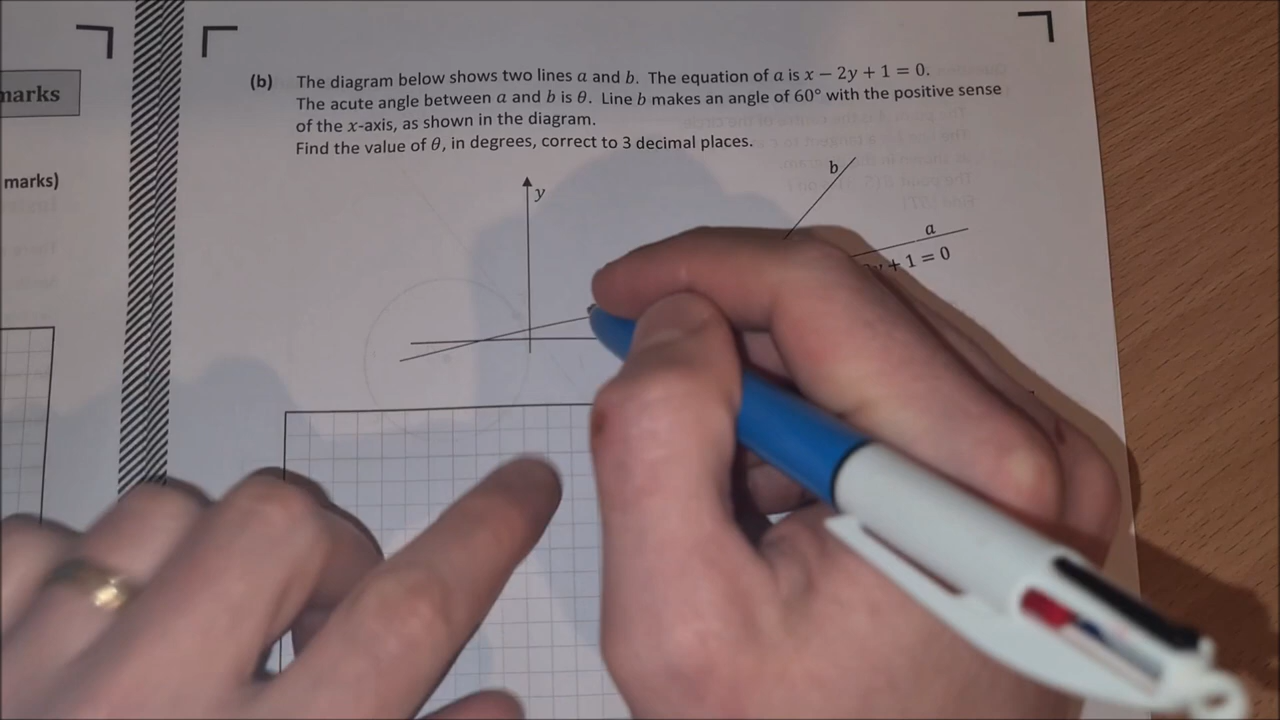 marks
marks)
(b) The diagram below shows two lines a and b. The equation of a is x − 2y + 1 = 0.
The acute angle between a and b is θ. Line b makes an angle of 60° with the positive sense
of the x-axis, as shown in the diagram.
Find the value of θ, in degrees, correct to 3 decimal places.
b
y
a
y + 1 = 0